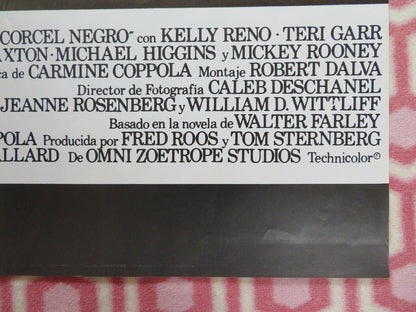 CORCEL NEGRO" con KELLY RENO · TERI GARR
AXTON · MICHAEL HIGGINS y MICKEY ROONEY
ca de CARMINE COPPOLA Montaje ROBERT DALVA
Director de Fotografía CALEB DESCHANEL
JEANNE ROSENBERG y WILLIAM D. WITTLIFF
Basado en la novela de WALTER FARLEY
POLA Producida por FRED ROOS y TOM STERNBERG
ALLARD De OMNI ZOETROPE STUDIOS Technicolor®